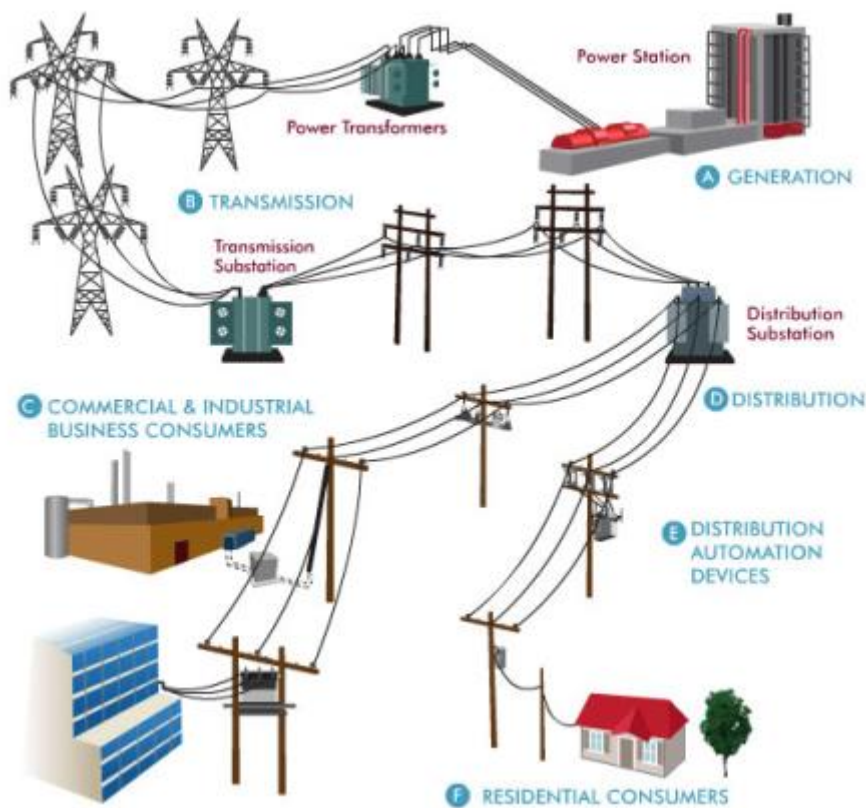 Power Station
Power Transformers
A GENERATION
B TRANSMISSION
Transmission
Substation
Distribution
Substation
C COMMERCIAL & INDUSTRIAL
BUSINESS CONSUMERS
D DISTRIBUTION
E DISTRIBUTION
AUTOMATION
DEVICES
F RESIDENTIAL CONSUMERS